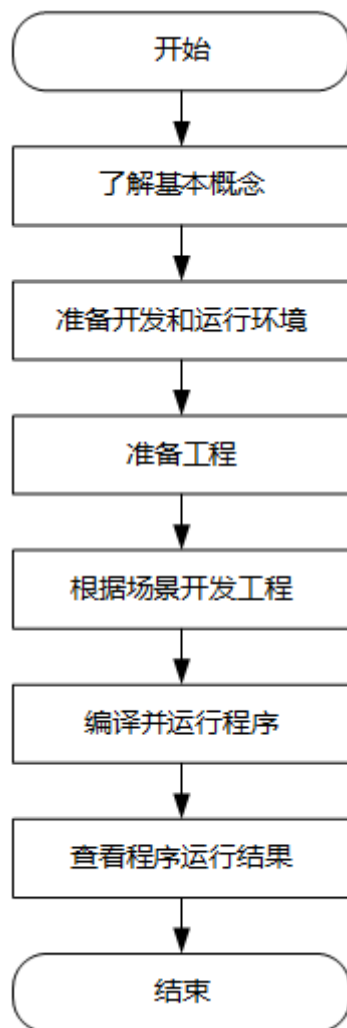 开始
了解基本概念
准备开发和运行环境
准备工程
根据场景开发工程
编译并运行程序
查看程序运行结果
结束